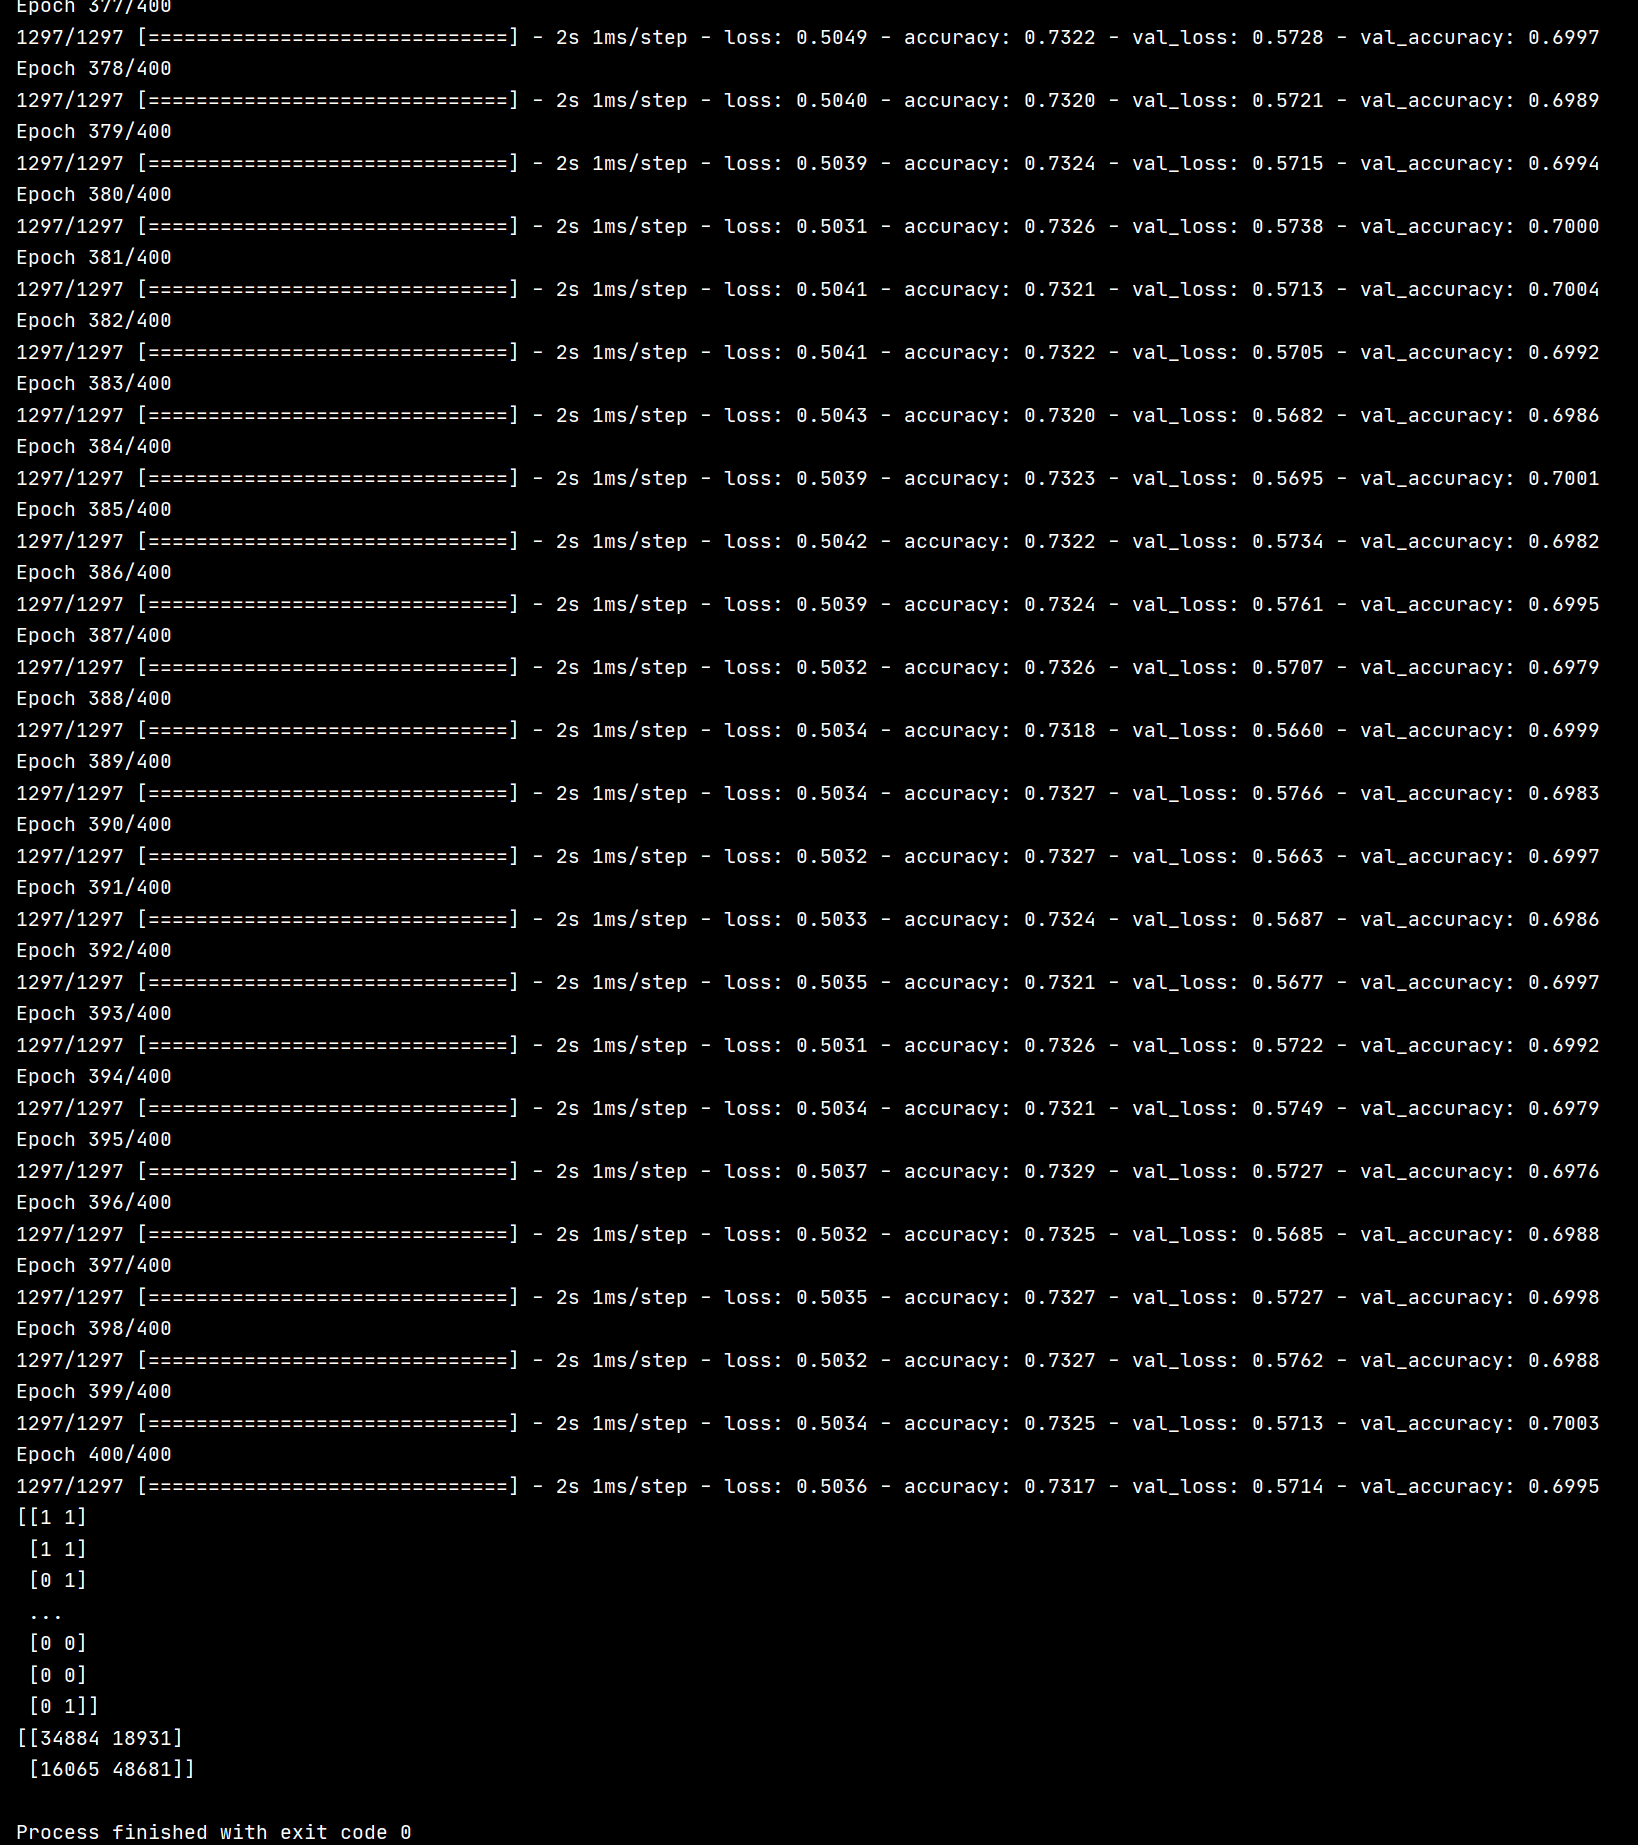 Epoch 377/400
1297/1297 [==============================] - 2s 1ms/step - loss: 0.5049 - accuracy: 0.7322 - val_loss: 0.5728 - val_accuracy: 0.6997
Epoch 378/400
1297/1297 [==============================] - 2s 1ms/step - loss: 0.5040 - accuracy: 0.7320 - val_loss: 0.5721 - val_accuracy: 0.6989
Epoch 379/400
1297/1297 [==============================] - 2s 1ms/step - loss: 0.5039 - accuracy: 0.7324 - val_loss: 0.5715 - val_accuracy: 0.6994
Epoch 380/400
1297/1297 [==============================] - 2s 1ms/step - loss: 0.5031 - accuracy: 0.7326 - val_loss: 0.5738 - val_accuracy: 0.7000
Epoch 381/400
1297/1297 [==============================] - 2s 1ms/step - loss: 0.5041 - accuracy: 0.7321 - val_loss: 0.5713 - val_accuracy: 0.7004
Epoch 382/400
1297/1297 [==============================] - 2s 1ms/step - loss: 0.5041 - accuracy: 0.7322 - val_loss: 0.5705 - val_accuracy: 0.6992
Epoch 383/400
1297/1297 [==============================] - 2s 1ms/step - loss: 0.5043 - accuracy: 0.7320 - val_loss: 0.5682 - val_accuracy: 0.6986
Epoch 384/400
1297/1297 [==============================] - 2s 1ms/step - loss: 0.5039 - accuracy: 0.7323 - val_loss: 0.5695 - val_accuracy: 0.7001
Epoch 385/400
1297/1297 [==============================] - 2s 1ms/step - loss: 0.5042 - accuracy: 0.7322 - val_loss: 0.5734 - val_accuracy: 0.6982
Epoch 386/400
1297/1297 [==============================] - 2s 1ms/step - loss: 0.5039 - accuracy: 0.7324 - val_loss: 0.5761 - val_accuracy: 0.6995
Epoch 387/400
1297/1297 [==============================] - 2s 1ms/step - loss: 0.5032 - accuracy: 0.7326 - val_loss: 0.5707 - val_accuracy: 0.6979
Epoch 388/400
1297/1297 [==============================] - 2s 1ms/step - loss: 0.5034 - accuracy: 0.7318 - val_loss: 0.5660 - val_accuracy: 0.6999
Epoch 389/400
1297/1297 [==============================] - 2s 1ms/step - loss: 0.5034 - accuracy: 0.7327 - val_loss: 0.5766 - val_accuracy: 0.6983
Epoch 390/400
1297/1297 [==============================] - 2s 1ms/step - loss: 0.5032 - accuracy: 0.7327 - val_loss: 0.5663 - val_accuracy: 0.6997
Epoch 391/400
1297/1297 [==============================] - 2s 1ms/step - loss: 0.5033 - accuracy: 0.7324 - val_loss: 0.5687 - val_accuracy: 0.6986
Epoch 392/400
1297/1297 [==============================] - 2s 1ms/step - loss: 0.5035 - accuracy: 0.7321 - val_loss: 0.5677 - val_accuracy: 0.6997
Epoch 393/400
1297/1297 [==============================] - 2s 1ms/step - loss: 0.5031 - accuracy: 0.7326 - val_loss: 0.5722 - val_accuracy: 0.6992
Epoch 394/400
1297/1297 [==============================] - 2s 1ms/step - loss: 0.5034 - accuracy: 0.7321 - val_loss: 0.5749 - val_accuracy: 0.6979
Epoch 395/400
1297/1297 [==============================] - 2s 1ms/step - loss: 0.5037 - accuracy: 0.7329 - val_loss: 0.5727 - val_accuracy: 0.6976
Epoch 396/400
1297/1297 [==============================] - 2s 1ms/step - loss: 0.5032 - accuracy: 0.7325 - val_loss: 0.5685 - val_accuracy: 0.6988
Epoch 397/400
1297/1297 [==============================] - 2s 1ms/step - loss: 0.5035 - accuracy: 0.7327 - val_loss: 0.5727 - val_accuracy: 0.6998
Epoch 398/400
1297/1297 [==============================] - 2s 1ms/step - loss: 0.5032 - accuracy: 0.7327 - val_loss: 0.5762 - val_accuracy: 0.6988
Epoch 399/400
1297/1297 [==============================] - 2s 1ms/step - loss: 0.5034 - accuracy: 0.7325 - val_loss: 0.5713 - val_accuracy: 0.7003
Epoch 400/400
1297/1297 [==============================] - 2s 1ms/step - loss: 0.5036 - accuracy: 0.7317 - val_loss: 0.5714 - val_accuracy: 0.6995
[[1 1]
 [1 1]
 [0 1]
 ...
 [0 0]
 [0 0]
 [0 1]]
[[34884 18931]
 [16065 48681]]

Process finished with exit code 0